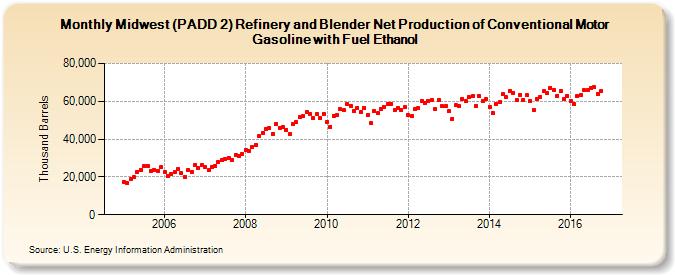 Monthly Midwest (PADD 2) Refinery and Blender Net Production of Conventional Motor
Gasoline with Fuel Ethanol
Thousand Barrels
80,000
60,000
40,000
20,000
0
2006 2008 2010 2012 2014 2016
Source: U.S. Energy Information Administration